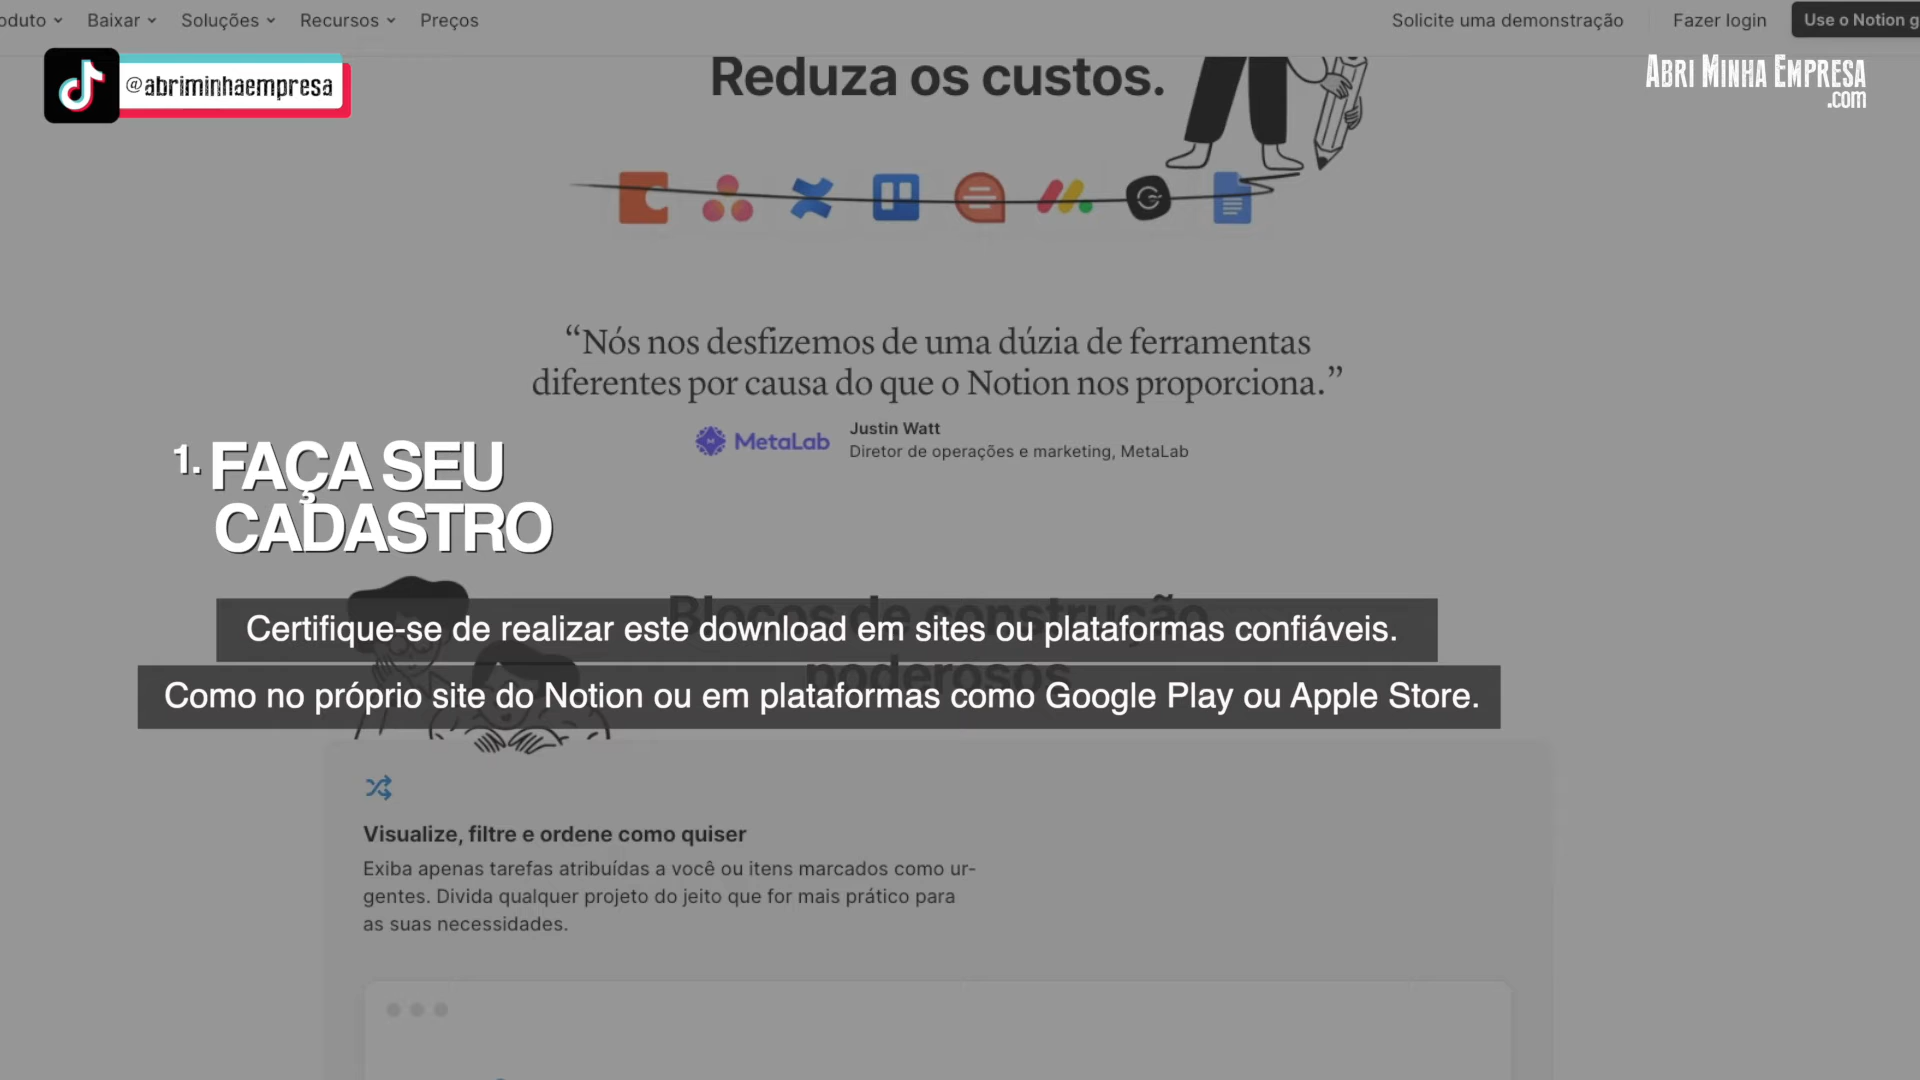 oduto Baixar Soluções Recursos Preços Solicite uma demonstração Fazer login Use o Notion g
@abriminhaempresa
ABRI MINHA EMPRESA
.com
Reduza os custos.
“Nós nos desfizemos de uma dúzia de ferramentas
diferentes por causa do que o Notion nos proporciona.”
MetaLab
Justin Watt
Diretor de operações e marketing, MetaLab
1. FAÇA SEU
CADASTRO
Blocos de construção
poderosos
Certifique-se de realizar este download em sites ou plataformas confiáveis.
Como no próprio site do Notion ou em plataformas como Google Play ou Apple Store.
Visualize, filtre e ordene como quiser
Exiba apenas tarefas atribuídas a você ou itens marcados como ur-
gentes. Divida qualquer projeto do jeito que for mais prático para
as suas necessidades.